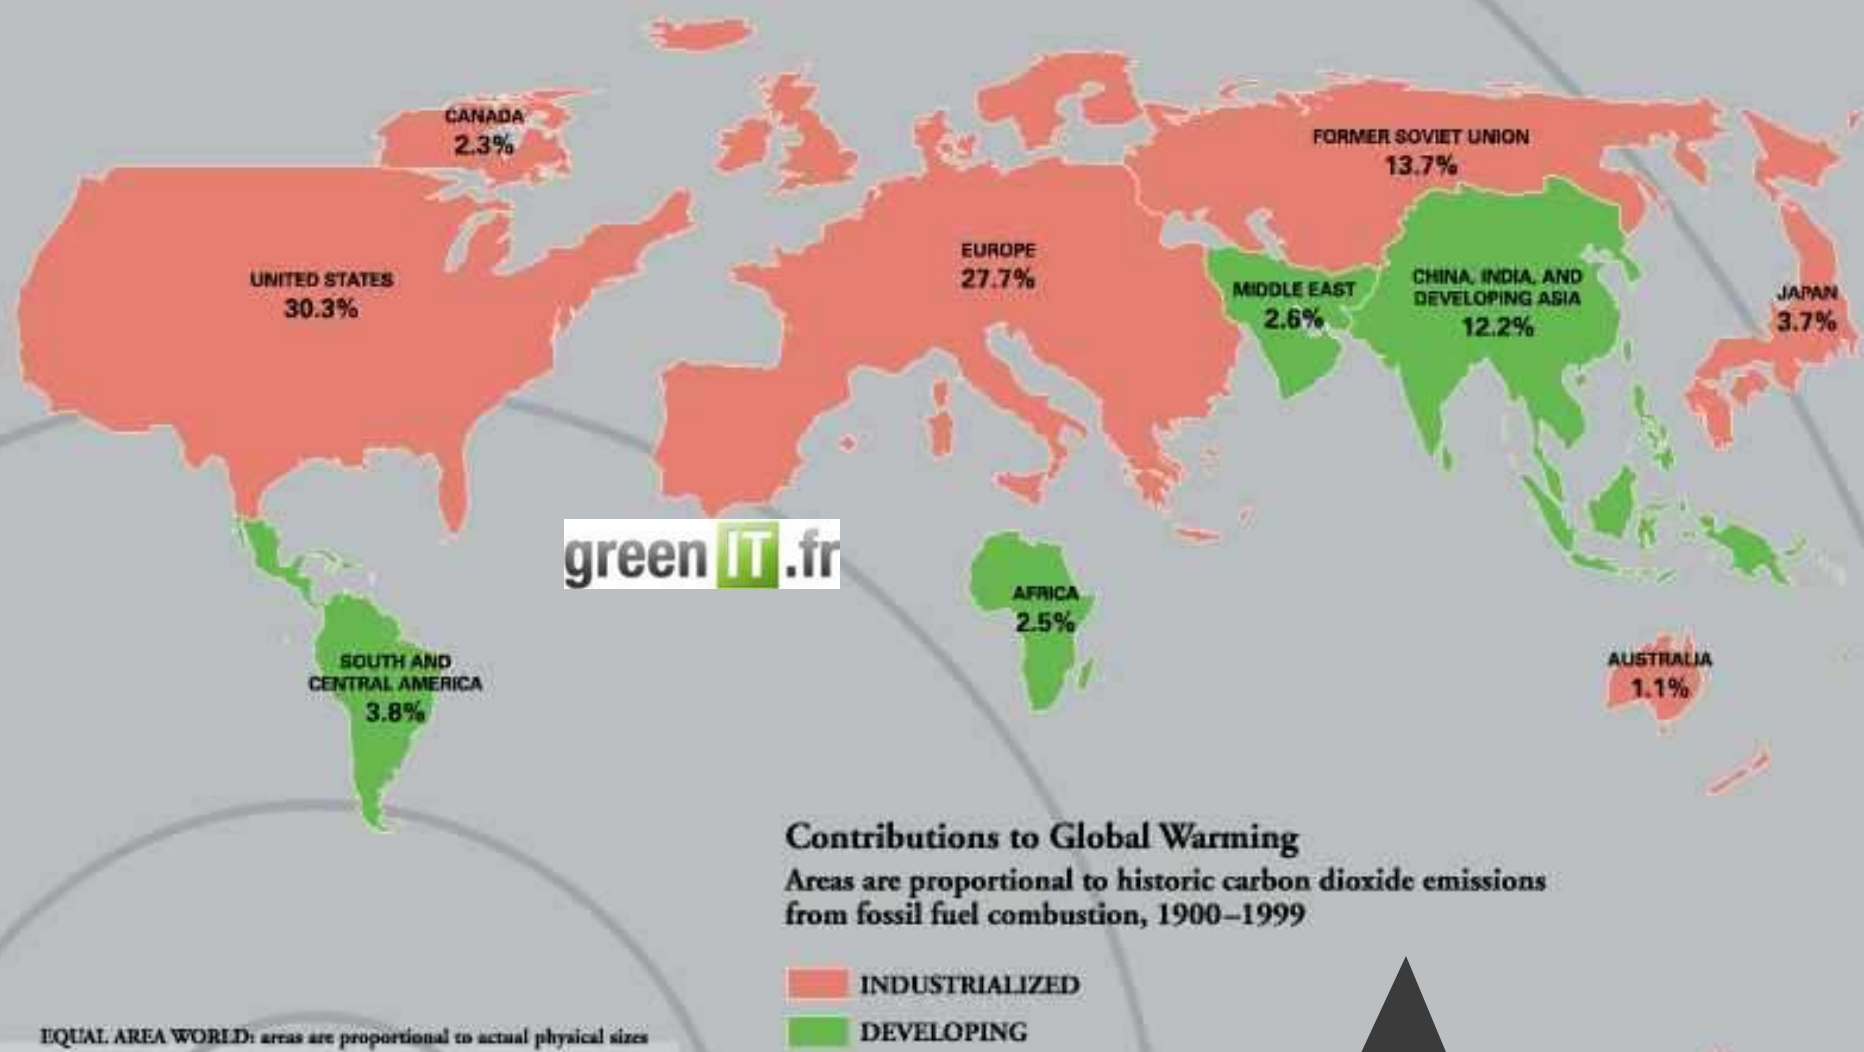 CANADA
2.3%
FORMER SOVIET UNION
13.7%
UNITED STATES
30.3%
EUROPE
27.7%
MIDDLE EAST
2.6%
CHINA, INDIA, AND
DEVELOPING ASIA
12.2%
JAPAN
3.7%
greenIT.fr
AFRICA
2.5%
SOUTH AND
CENTRAL AMERICA
3.8%
AUSTRALIA
1.1%
Contributions to Global Warming
Areas are proportional to historic carbon dioxide emissions
from fossil fuel combustion, 1900–1999
INDUSTRIALIZED
DEVELOPING
EQUAL AREA WORLD: areas are proportional to actual physical sizes